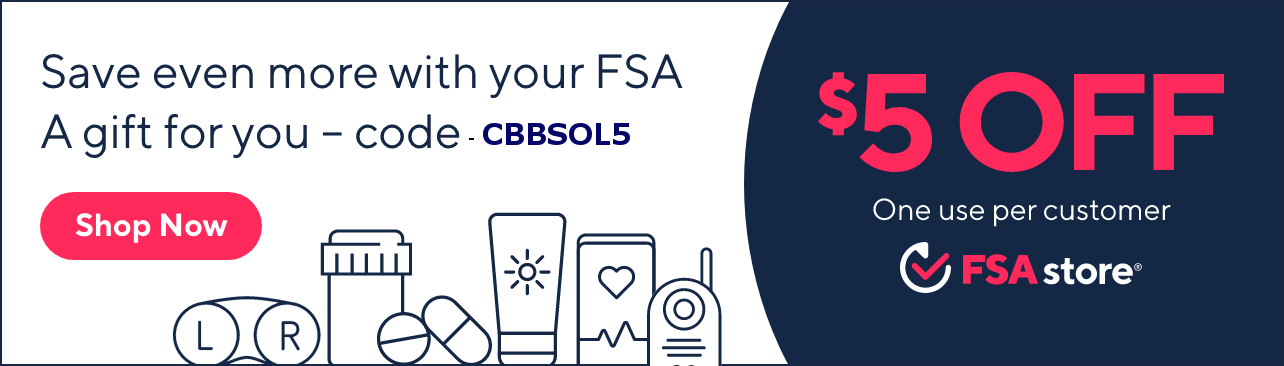 Save even more with your FSA
A gift for you – code - CBBSOL5
Shop Now
L R
$5 OFF
One use per customer
FSA store®